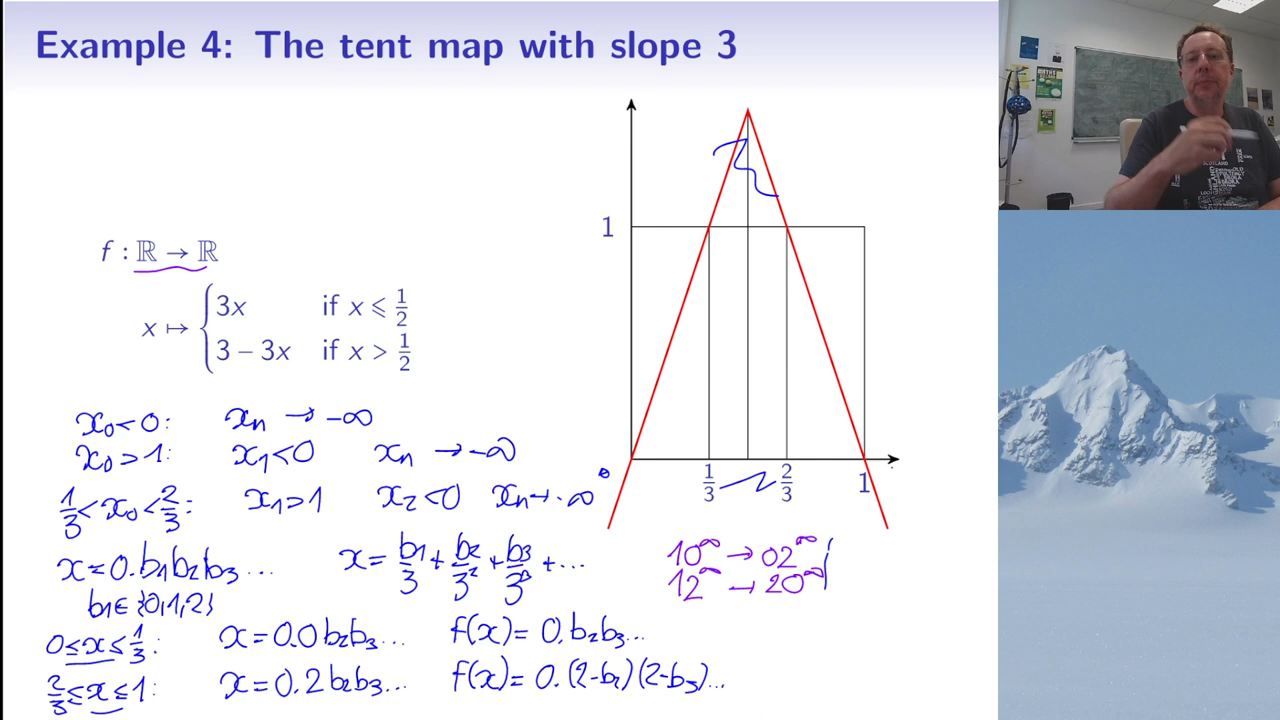 Example 4: The tent map with slope 3
f : ℝ → ℝ
x ↦ { 3x if x ⩽ 1/2
3 − 3x if x > 1/2
1
1/3 2/3 1
x₀<0: xₙ → -∞
x₀>1: x₁<0 xₙ → -∞
1/3<x₀<2/3: x₁>1 x₂<0 xₙ → -∞
x=0.b₁b₂b₃... x= b₁/3 + b₂/3² + b₃/3³ + ...
b₁∈{0,1,2}
10^∞ → 02^∞
12^∞ → 20^∞
0≤x≤1/3: x=0.0b₂b₃... f(x)=0.b₂b₃...
2/3≤x≤1: x=0.2b₂b₃... f(x)=0.(2-b₂)(2-b₃)...
SCOTLAND